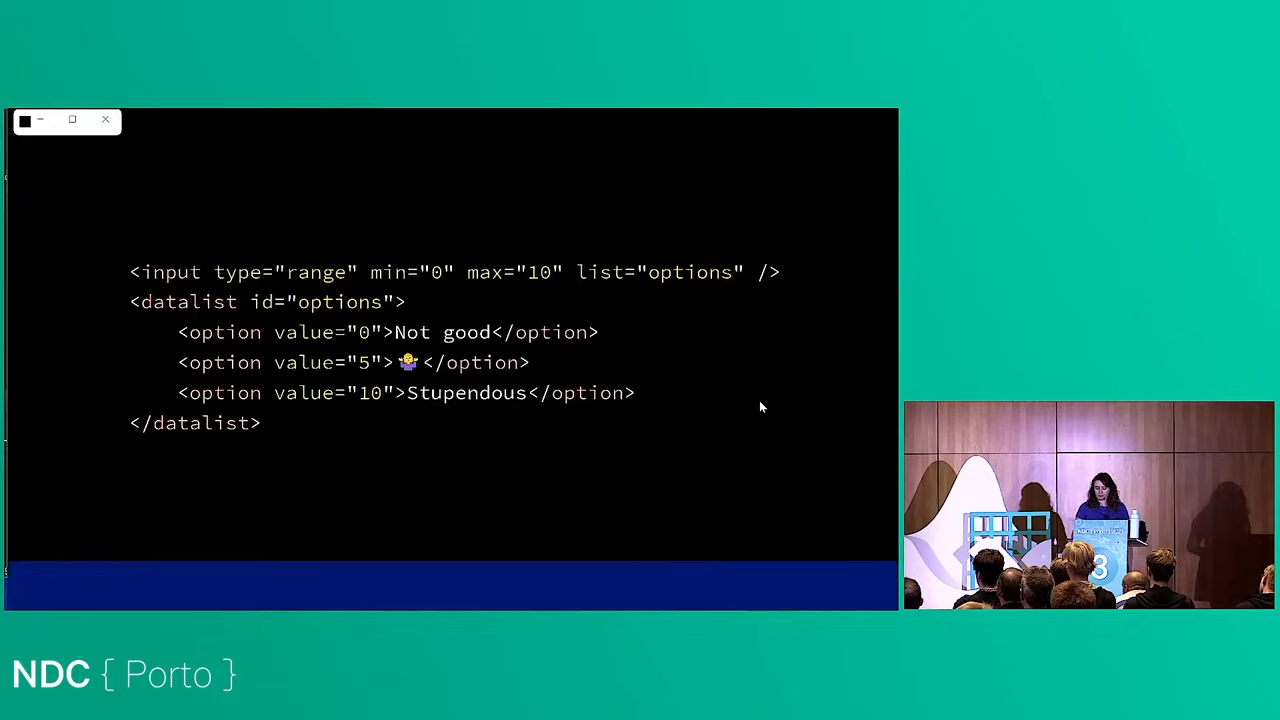 <input type="range" min="0" max="10" list="options" />
<datalist id="options">
<option value="0">Not good</option>
<option value="5">🤷‍♀️</option>
<option value="10">Stupendous</option>
</datalist>
3
NDC { Porto }